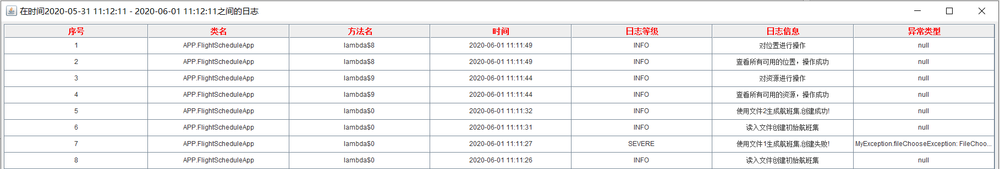 在时间2020-05-31 11:12:11 - 2020-06-01 11:12:11之间的日志
序号 类名 方法名 时间 日志等级 日志信息 异常类型
1 APP.FlightScheduleApp lambda$8 2020-06-01 11:11:49 INFO 对位置进行操作 null
2 APP.FlightScheduleApp lambda$8 2020-06-01 11:11:49 INFO 查看所有可用的位置，操作成功 null
3 APP.FlightScheduleApp lambda$9 2020-06-01 11:11:44 INFO 对资源进行操作 null
4 APP.FlightScheduleApp lambda$9 2020-06-01 11:11:44 INFO 查看所有可用的资源，操作成功 null
5 APP.FlightScheduleApp lambda$0 2020-06-01 11:11:32 INFO 使用文件2生成航班集,创建成功! null
6 APP.FlightScheduleApp lambda$0 2020-06-01 11:11:31 INFO 读入文件创建初始航班集 null
7 APP.FlightScheduleApp lambda$0 2020-06-01 11:11:27 SEVERE 使用文件1生成航班集,创建失败! MyException.fileChooseException: FileChoo...
8 APP.FlightScheduleApp lambda$0 2020-06-01 11:11:26 INFO 读入文件创建初始航班集 null